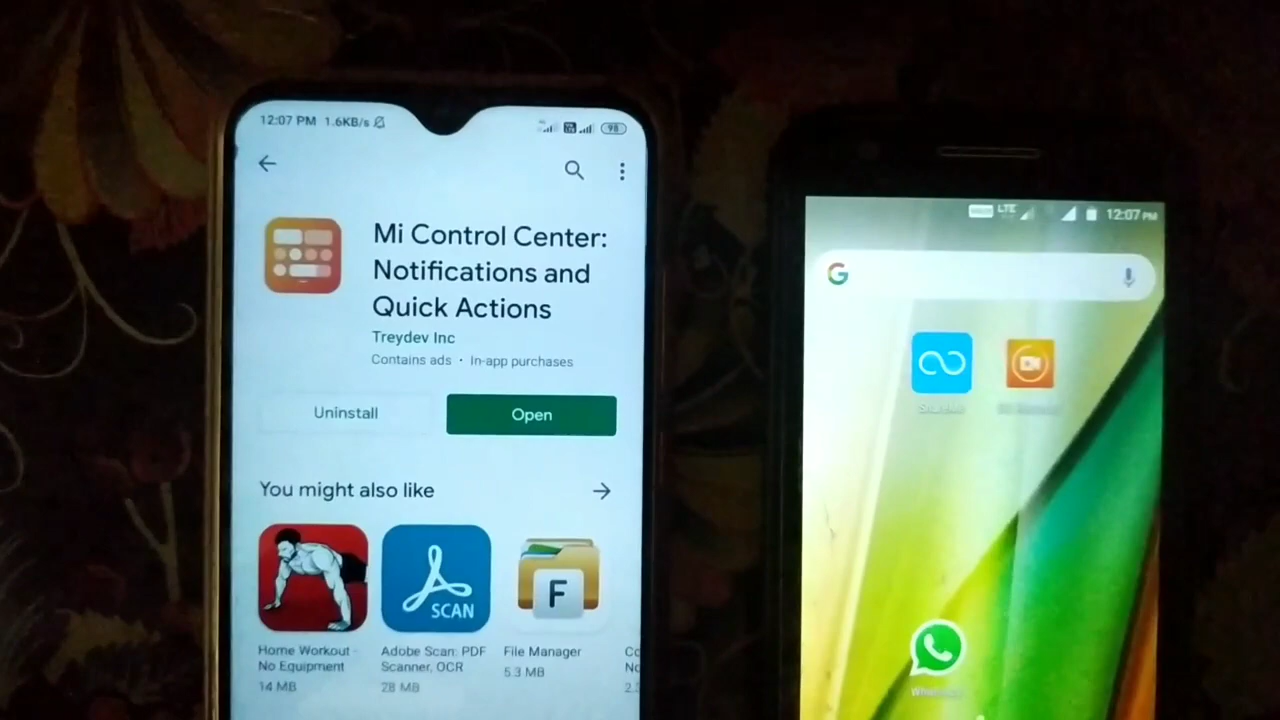 12:07 PM 1.6KB/s
98
Mi Control Center:
Notifications and
Quick Actions
Treydev Inc
Contains ads · In-app purchases
Uninstall
Open
You might also like
SCAN
F
Home Workout -
No Equipment
14 MB
Adobe Scan: PDF
Scanner, OCR
28 MB
File Manager
5.3 MB
LTE
12:07 PM
G